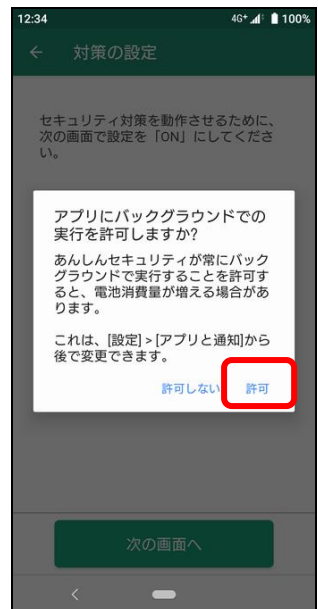 12:34 4G+ 100%
← 対策の設定
セキュリティ対策を動作させるために、
次の画面で設定を「ON」にしてくださ
い。
アプリにバックグラウンドでの
実行を許可しますか?
あんしんセキュリティが常にバック
グラウンドで実行することを許可す
ると、電池消費量が増える場合があ
ります。
これは、[設定] > [アプリと通知]から
後で変更できます。
許可しない 許可
次の画面へ